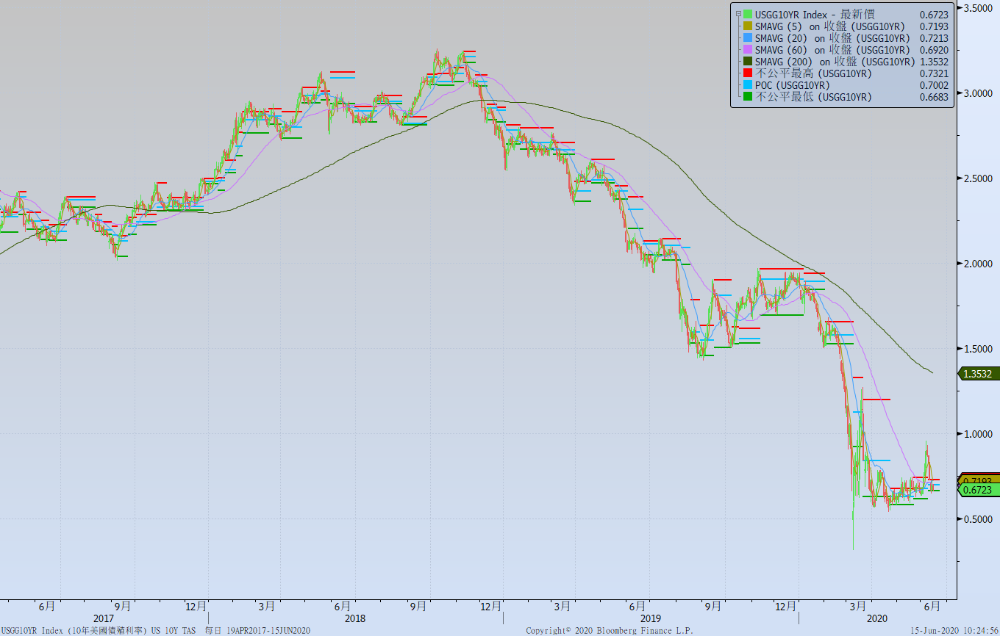 USGG10YR Index - 最新價 0.6723
SMAVG (5) on 收盤 (USGG10YR) 0.7193
SMAVG (20) on 收盤 (USGG10YR) 0.7213
SMAVG (60) on 收盤 (USGG10YR) 0.6920
SMAVG (200) on 收盤 (USGG10YR) 1.3532
不公平最高 (USGG10YR) 0.7321
POC (USGG10YR) 0.7002
不公平最低 (USGG10YR) 0.6683
3.5000
3.0000
2.5000
2.0000
1.5000
1.3532
1.0000
0.7193
0.6723
0.5000
6月 9月 12月 3月 6月 9月 12月 3月 6月 9月 12月 3月 6月
2017 2018 2019 2020
USGG10YR Index (10年美國債殖利率) US 10Y TAS 每日 19APR2017-15JUN2020 Copyright© 2020 Bloomberg Finance L.P. 15-Jun-2020 10:24:56